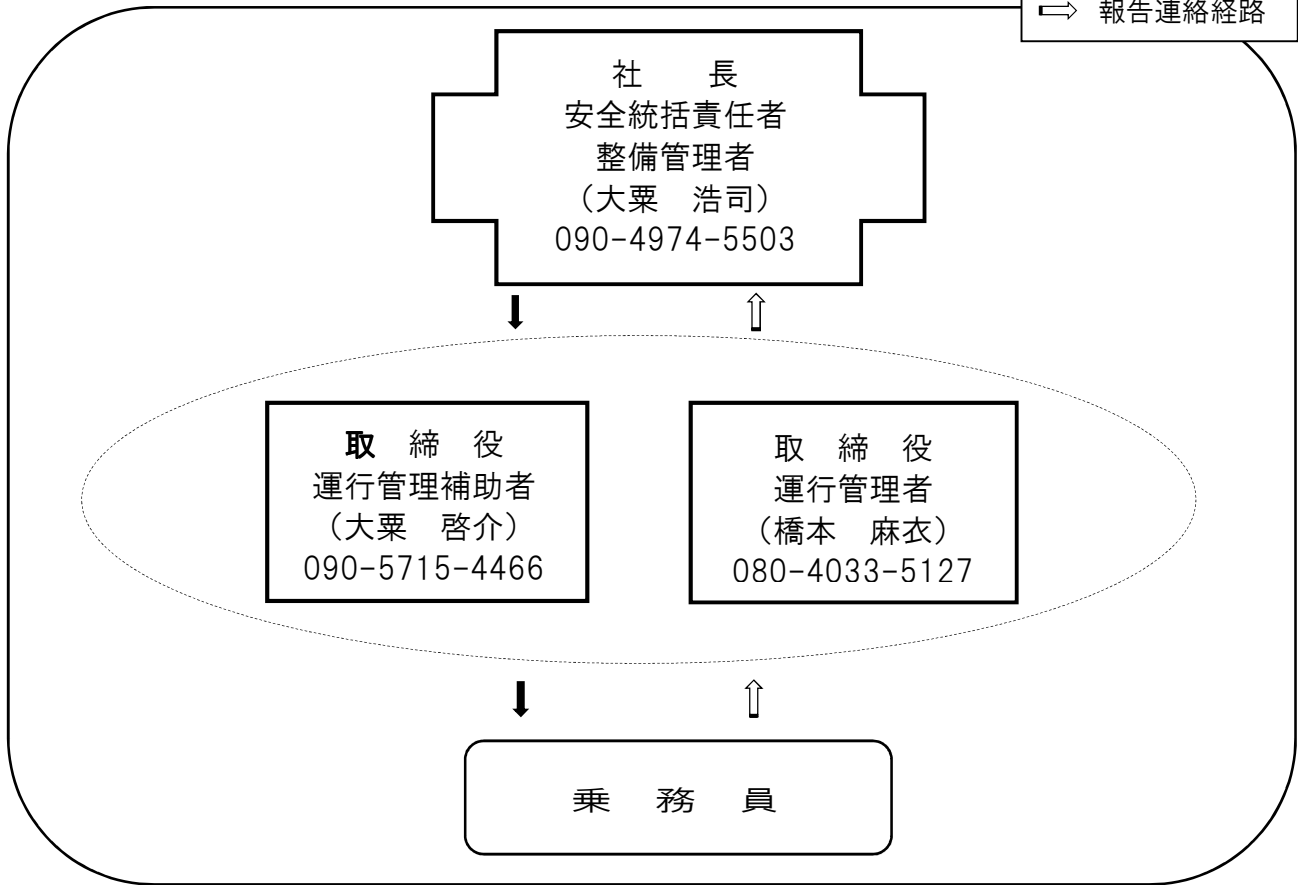 ⇨ 報告連絡経路
社　　長
安全統括責任者
整備管理者
（大粟　浩司）
090-4974-5503
取　締　役
運行管理補助者
（大粟　啓介）
090-5715-4466
取　締　役
運行管理者
（橋本　麻衣）
080-4033-5127
乗　務　員